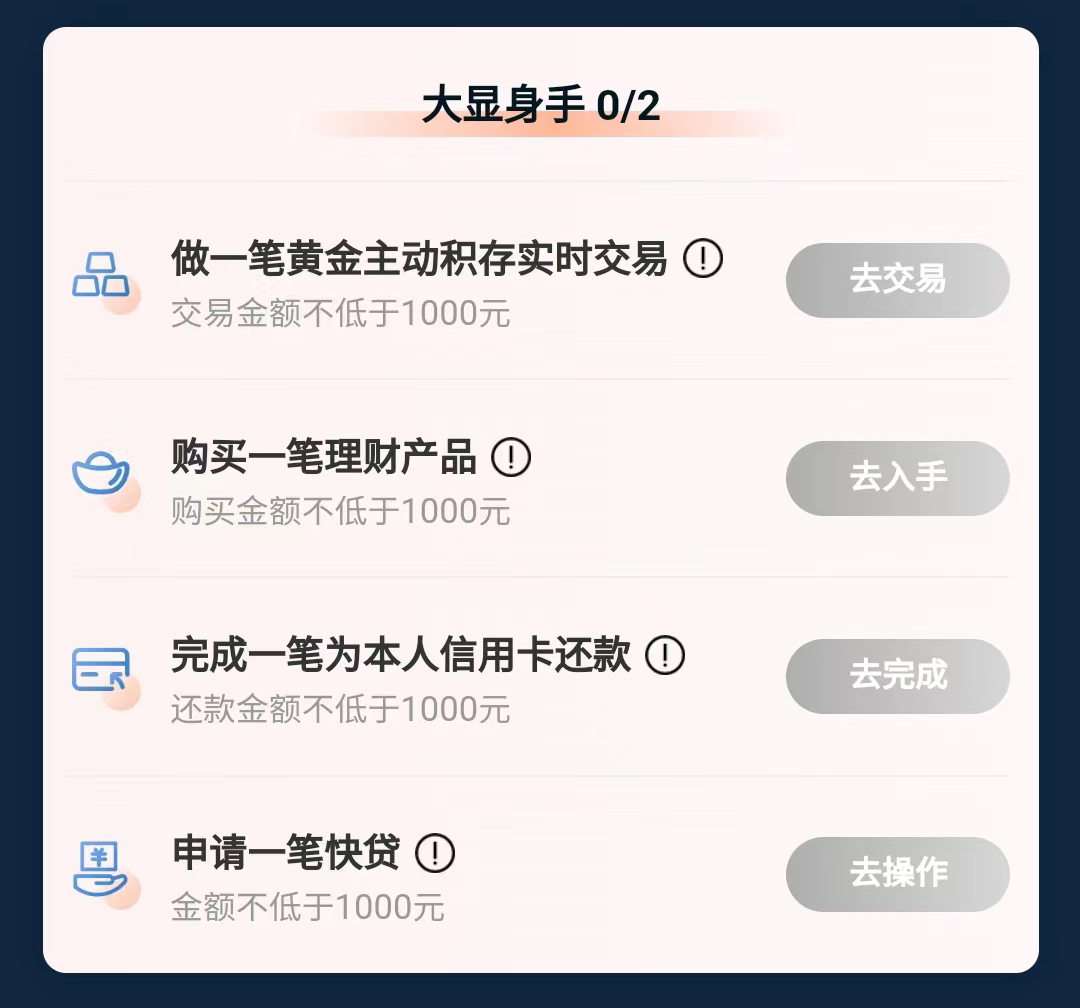 大显身手 0/2
做一笔黄金主动积存实时交易
交易金额不低于1000元
去交易
购买一笔理财产品
购买金额不低于1000元
去入手
完成一笔为本人信用卡还款
还款金额不低于1000元
去完成
申请一笔快贷
金额不低于1000元
去操作